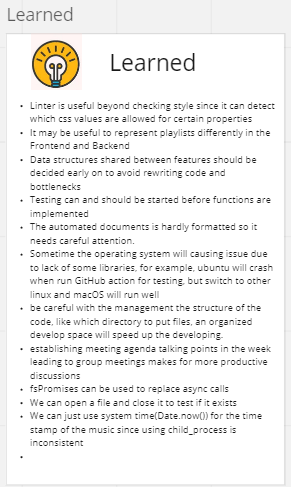 Learned
Learned
• Linter is useful beyond checking style since it can detect
which css values are allowed for certain properties
• It may be useful to represent playlists differently in the
Frontend and Backend
• Data structures shared between features should be
decided early on to avoid rewriting code and
bottlenecks
• Testing can and should be started before functions are
implemented
• The automated documents is hardly formatted so it
needs careful attention.
• Sometime the operating system will causing issue due
to lack of some libraries, for example, ubuntu will crash
when run GitHub action for testing, but switch to other
linux and macOS will run well
• be careful with the management the structure of the
code, like which directory to put files, an organized
develop space will speed up the developing.
• establishing meeting agenda talking points in the week
leading to group meetings makes for more productive
discussions
• fsPromises can be used to replace async calls
• We can open a file and close it to test if it exists
• We can just use system time(Date.now()) for the time
stamp of the music since using child_process is
inconsistent
•